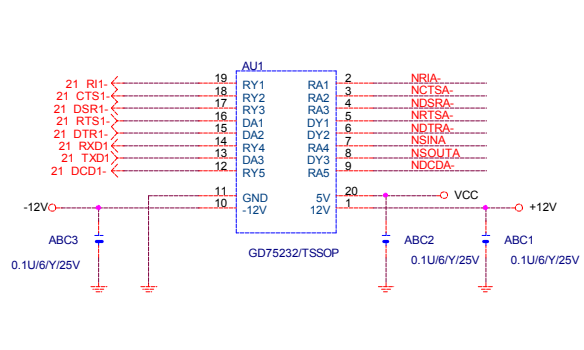 AU1
21 RI1- 19 RY1 RA1 2 NRIA-
21 CTS1- 18 RY2 RA2 3 NCTSA-
21 DSR1- 17 RY3 RA3 4 NDSRA-
21 RTS1- 16 DA1 DY1 5 NRTSA-
21 DTR1- 15 DA2 DY2 6 NDTRA-
21 RXD1 14 RY4 RA4 7 NSINA
21 TXD1 13 DA3 DY3 8 NSOUTA
21 DCD1- 12 RY5 RA5 9 NDCDA-
11 GND 5V 20 VCC
-12V 10 -12V 12V 1 +12V
ABC3 ABC2 ABC1
GD75232/TSSOP
0.1U/6/Y/25V 0.1U/6/Y/25V 0.1U/6/Y/25V